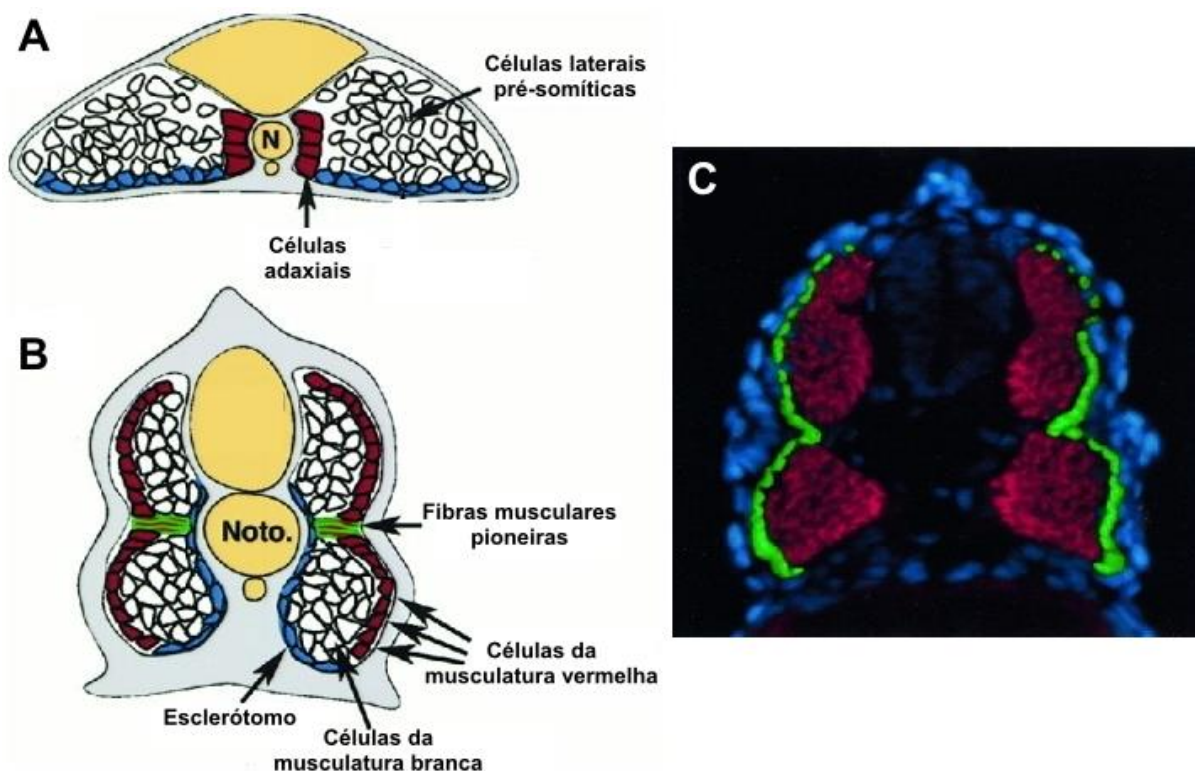 A
Células laterais
pré-somíticas
N
Células
adaxiais
B
Noto.
Fibras musculares
pioneiras
Células da
musculatura vermelha
Esclerótomo
Células da
musculatura branca
C